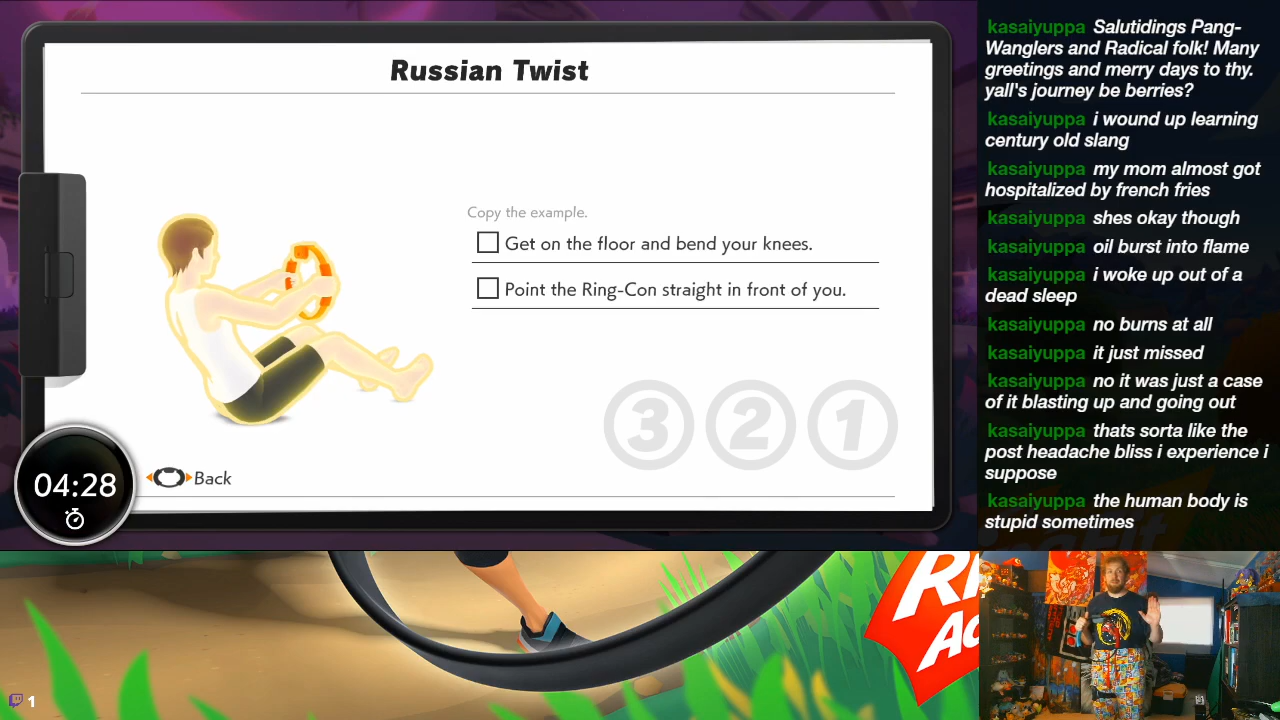 Russian Twist
Copy the example.
Get on the floor and bend your knees.
Point the Ring-Con straight in front of you.
3 2 1
Back
04:28
kasaiyuppa Salutidings Pang-
Wanglers and Radical folk! Many
greetings and merry days to thy.
yall's journey be berries?
kasaiyuppa i wound up learning
century old slang
kasaiyuppa my mom almost got
hospitalized by french fries
kasaiyuppa shes okay though
kasaiyuppa oil burst into flame
kasaiyuppa i woke up out of a
dead sleep
kasaiyuppa no burns at all
kasaiyuppa it just missed
kasaiyuppa no it was just a case
of it blasting up and going out
kasaiyuppa thats sorta like the
post headache bliss i experience i
suppose
kasaiyuppa the human body is
stupid sometimes
1